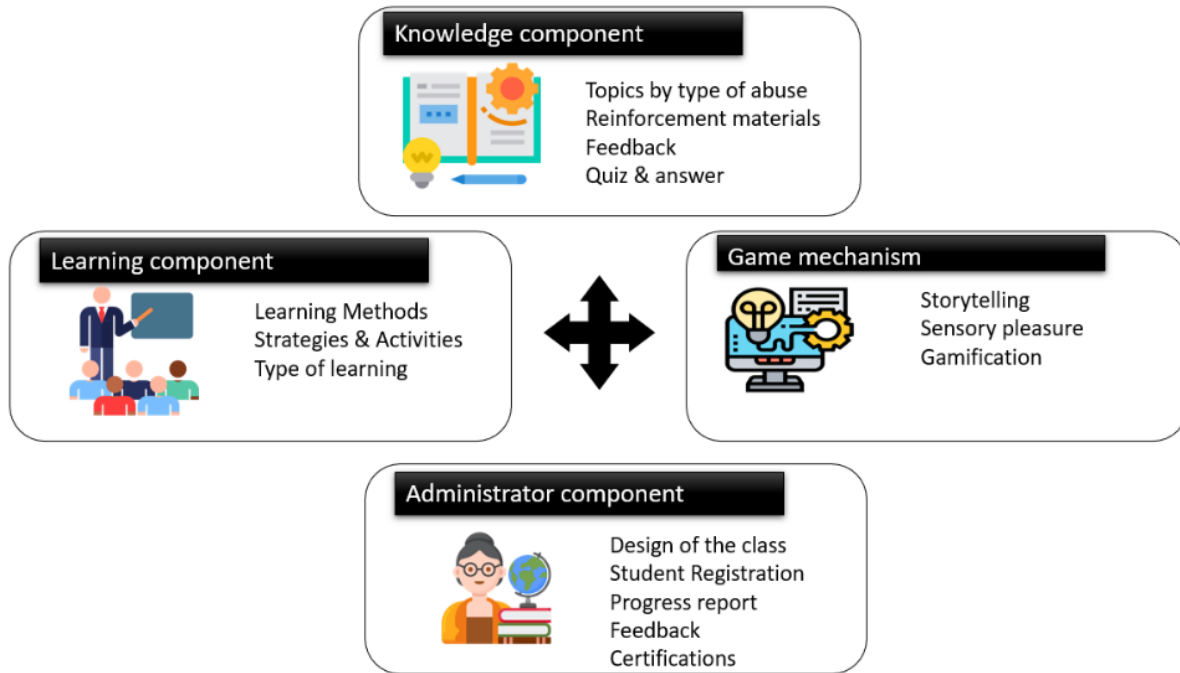 Knowledge component
Topics by type of abuse
Reinforcement materials
Feedback
Quiz & answer
Learning component
Learning Methods
Strategies & Activities
Type of learning
Game mechanism
Storytelling
Sensory pleasure
Gamification
Administrator component
Design of the class
Student Registration
Progress report
Feedback
Certifications